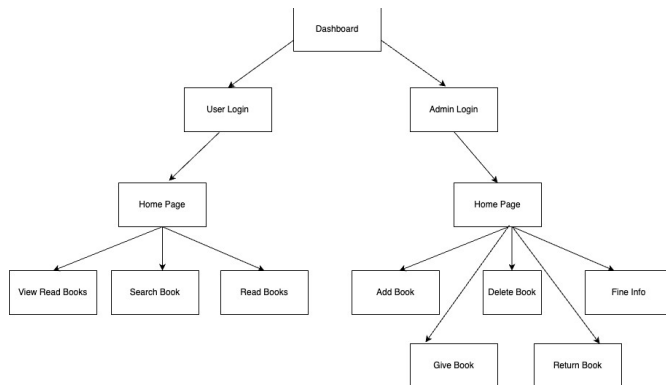 Dashboard
User Login
Admin Login
Home Page
Home Page
View Read Books
Search Book
Read Books
Add Book
Delete Book
Fine Info
Give Book
Return Book